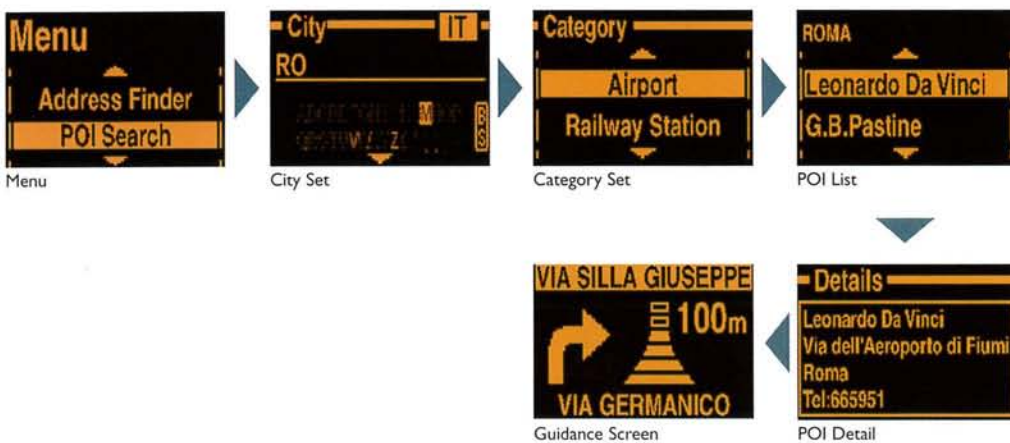 Menu
Address Finder
POI Search
Menu
City IT
RO
M B
V Z S
City Set
Category
Airport
Railway Station
Category Set
ROMA
Leonardo Da Vinci
G.B.Pastine
POI List
VIA SILLA GIUSEPPE
100m
VIA GERMANICO
Guidance Screen
Details
Leonardo Da Vinci
Via dell'Aeroporto di Fiumi
Roma
Tel:665951
POI Detail